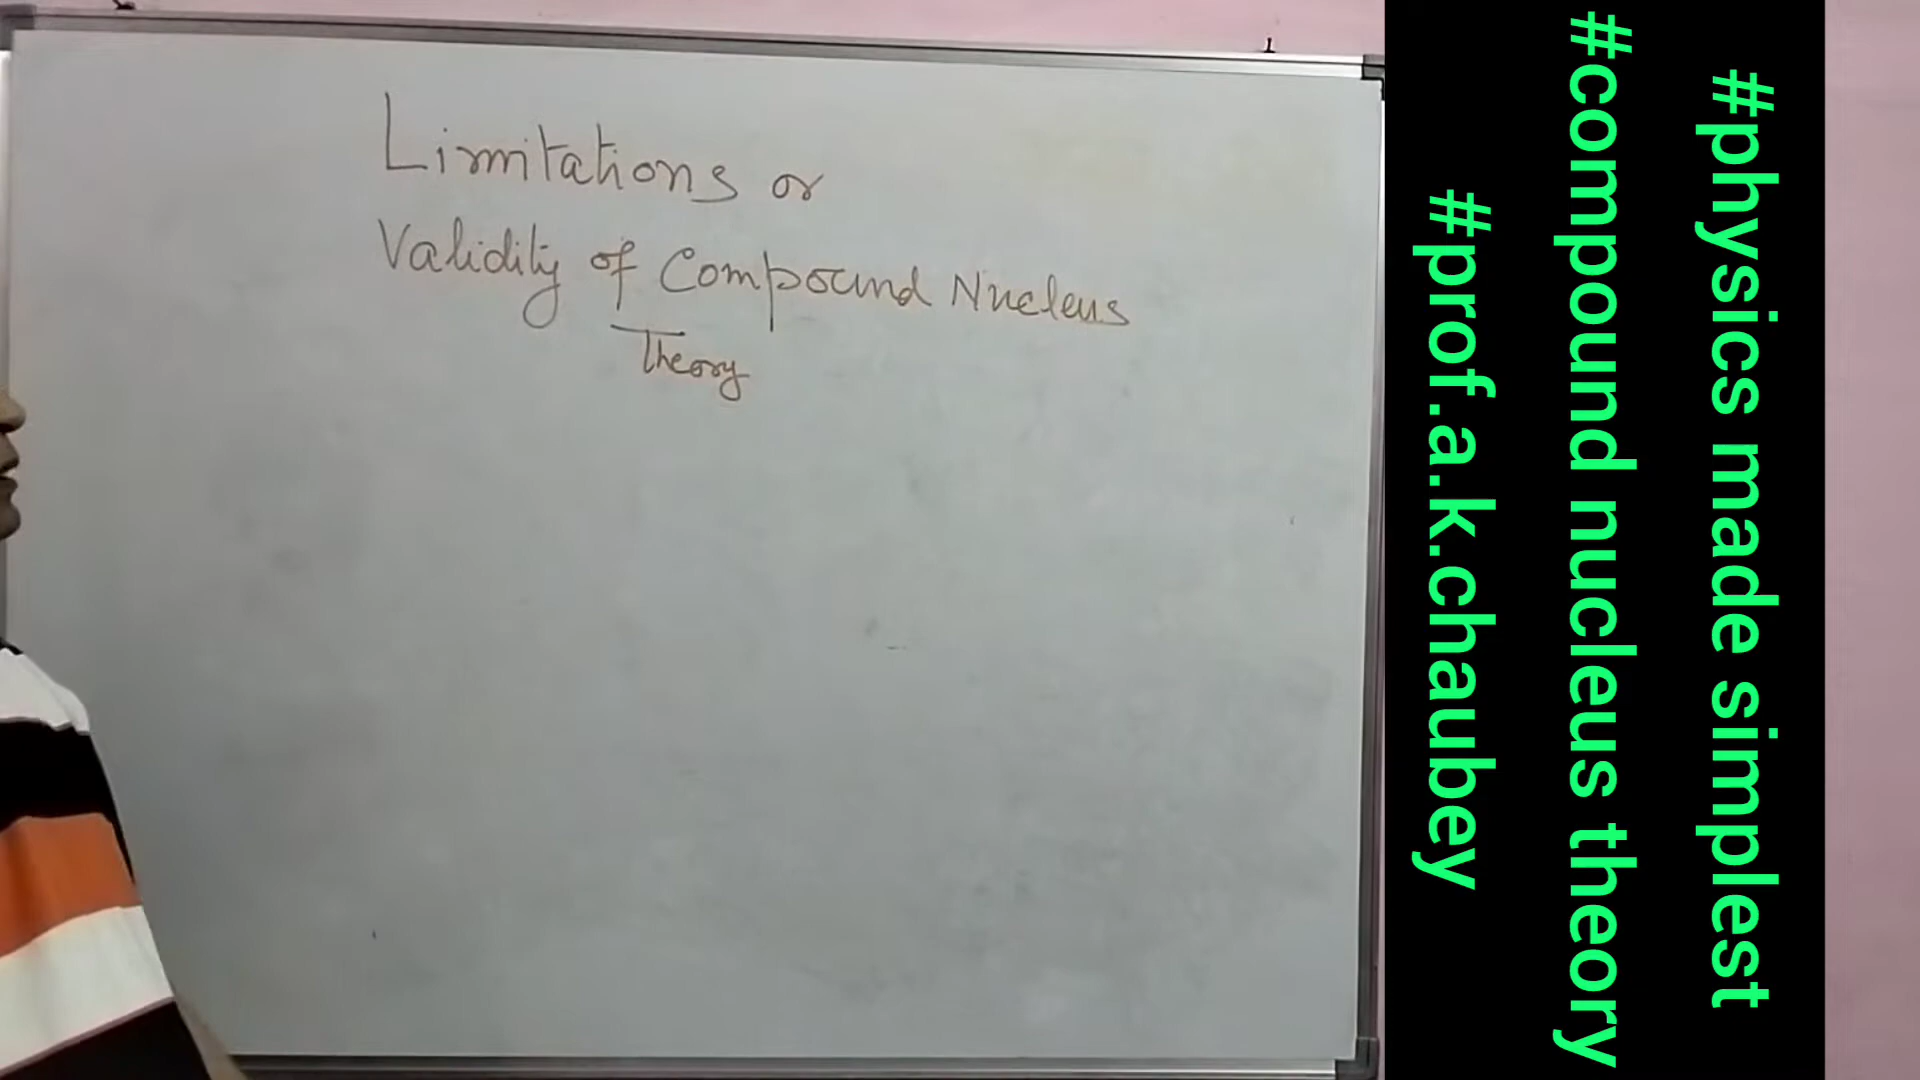 Limitations or
Validity of Compound Nucleus
Theory
#physics made simplest
#compound nucleus theory
#prof.a.k.chaubey